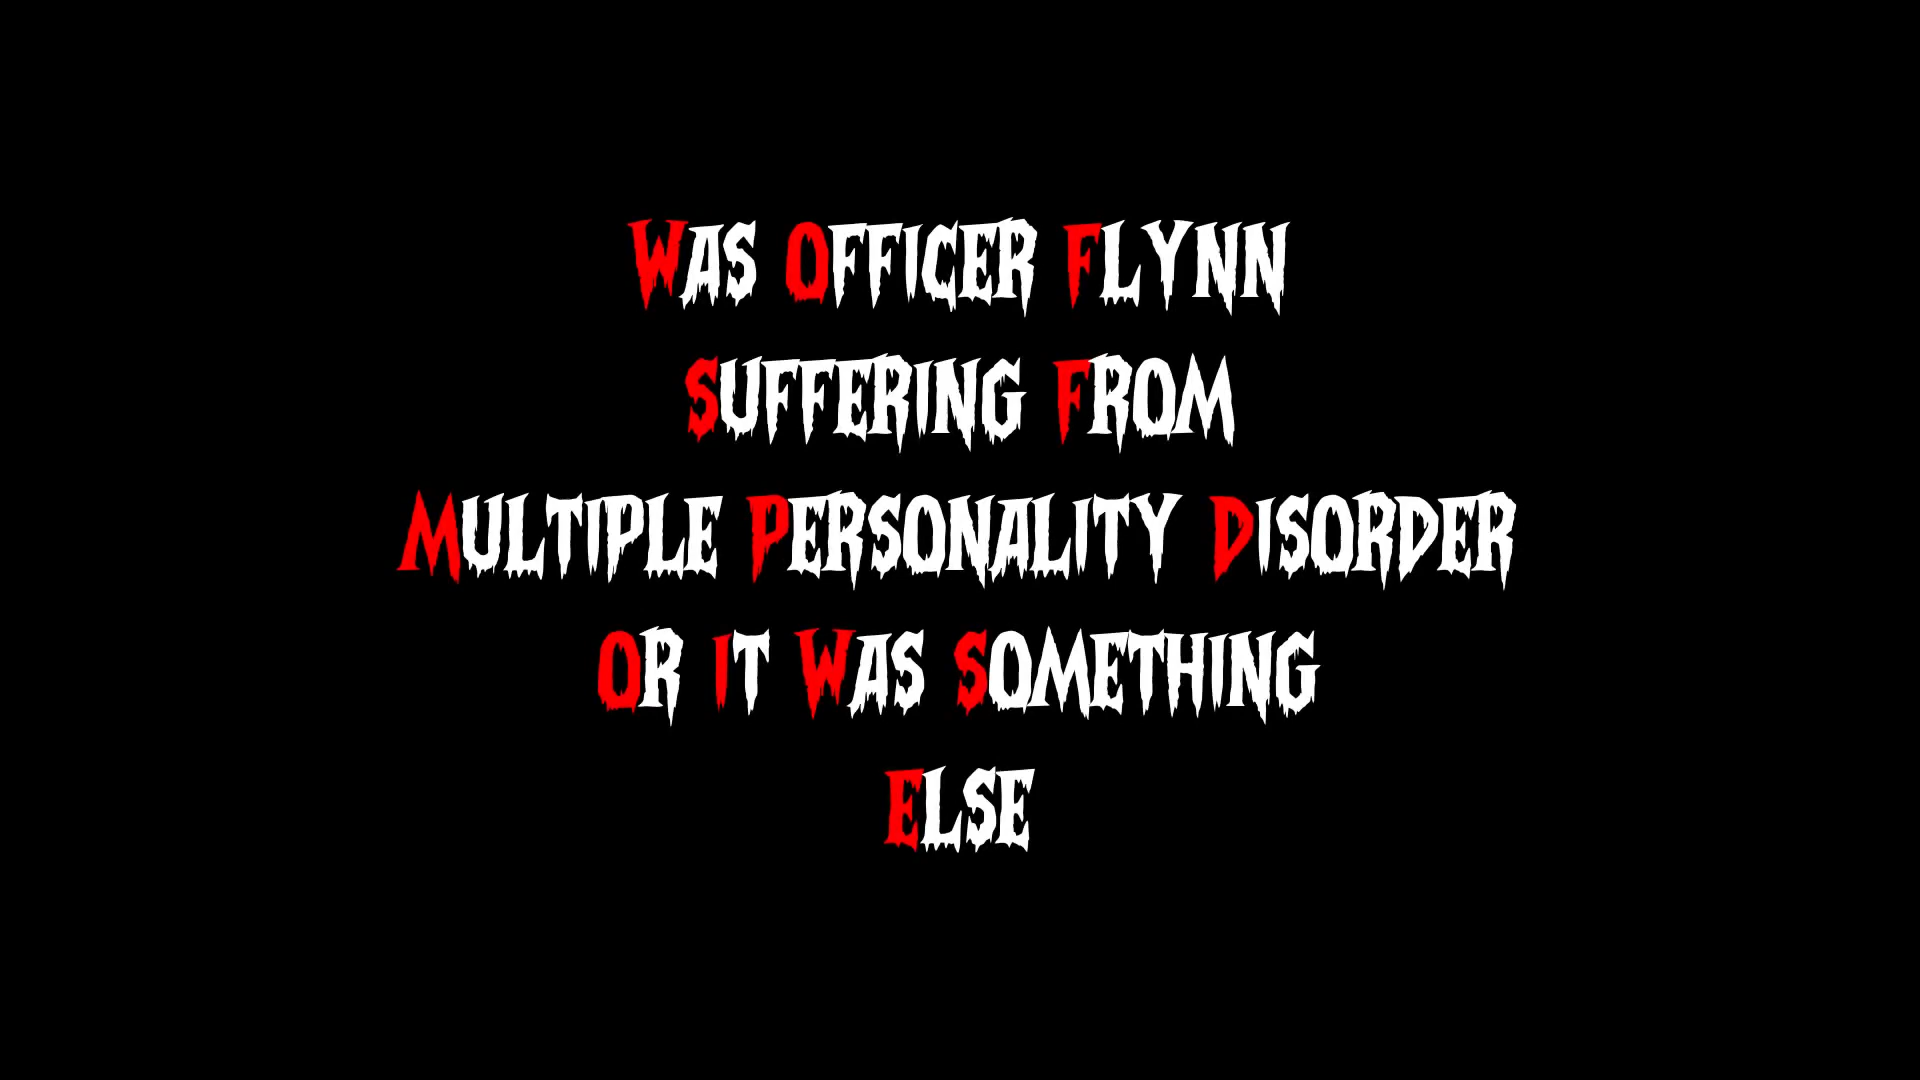 Was Officer Flynn
Suffering From
Multiple Personality Disorder
Or It Was Something
Else